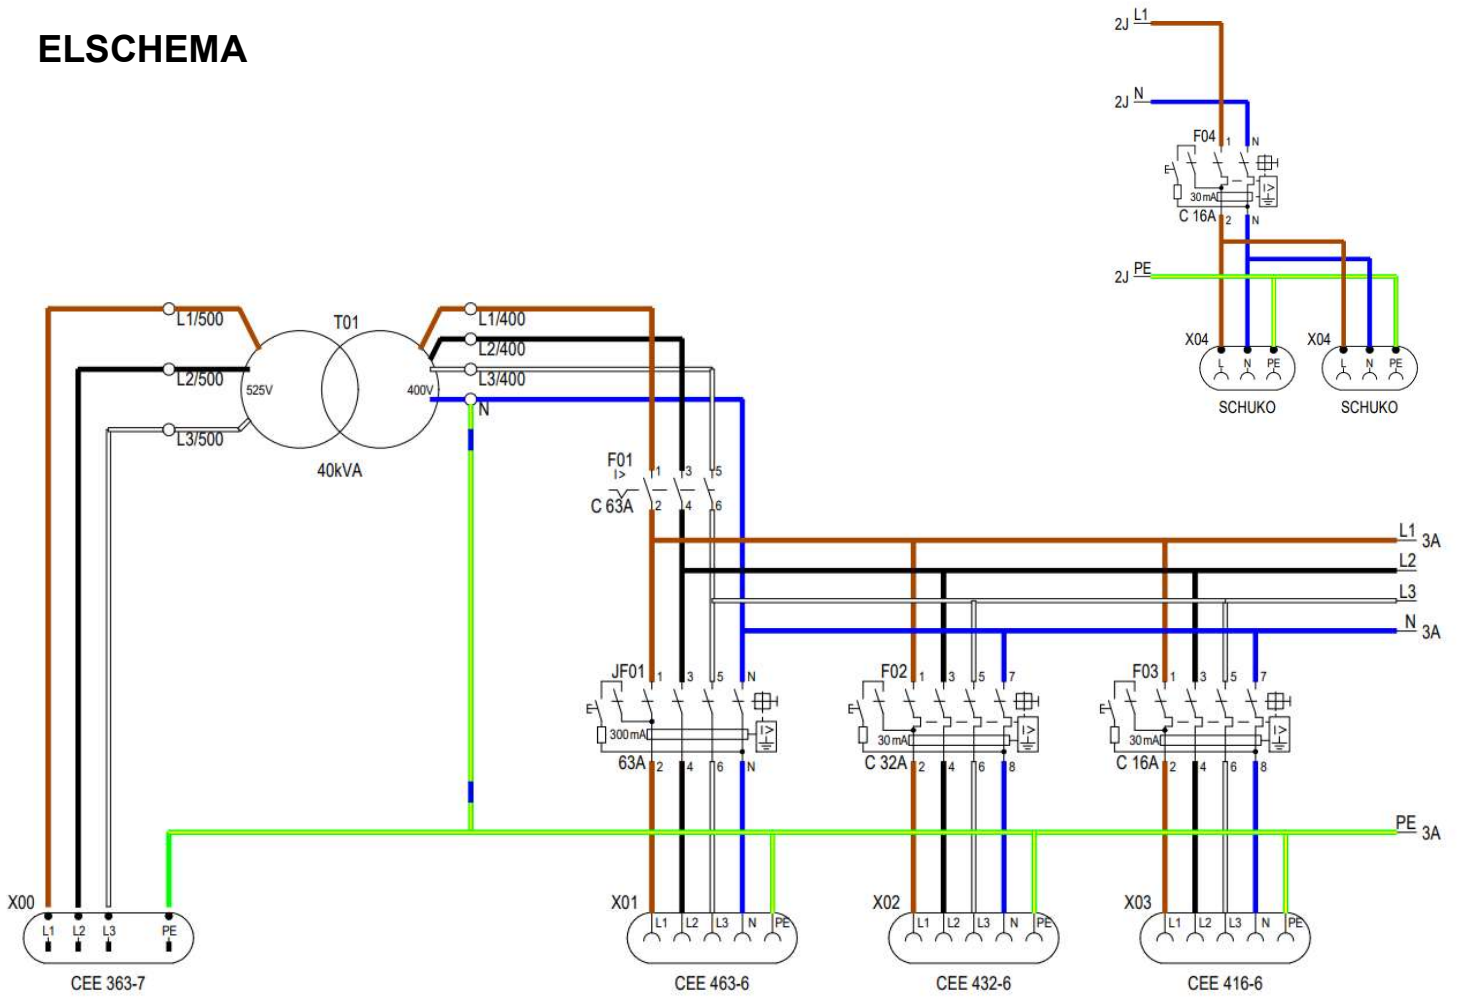 ELSCHEMA
2J L1
2J N
F04
1 N
30 mA
I>
C 16A 2 N
2J PE
X04 X04
L N PE L N PE
SCHUKO SCHUKO
L1/500 T01 L1/400
L2/400
L2/500 525V 400V L3/400
N
L3/500
40kVA
F01
I>
1 3 5
C 63A 2 4 6
L1 3A
L2
L3
N 3A
JF01 1 3 5 N F02 1 3 5 7 F03 1 3 5 7
300 mA I> 30 mA I> 30 mA I>
63A 2 4 6 N C 32A 2 4 6 8 C 16A 2 4 6 8
PE 3A
X00 X01 X02 X03
L1 L2 L3 PE L1 L2 L3 N PE L1 L2 L3 N PE L1 L2 L3 N PE
CEE 363-7 CEE 463-6 CEE 432-6 CEE 416-6